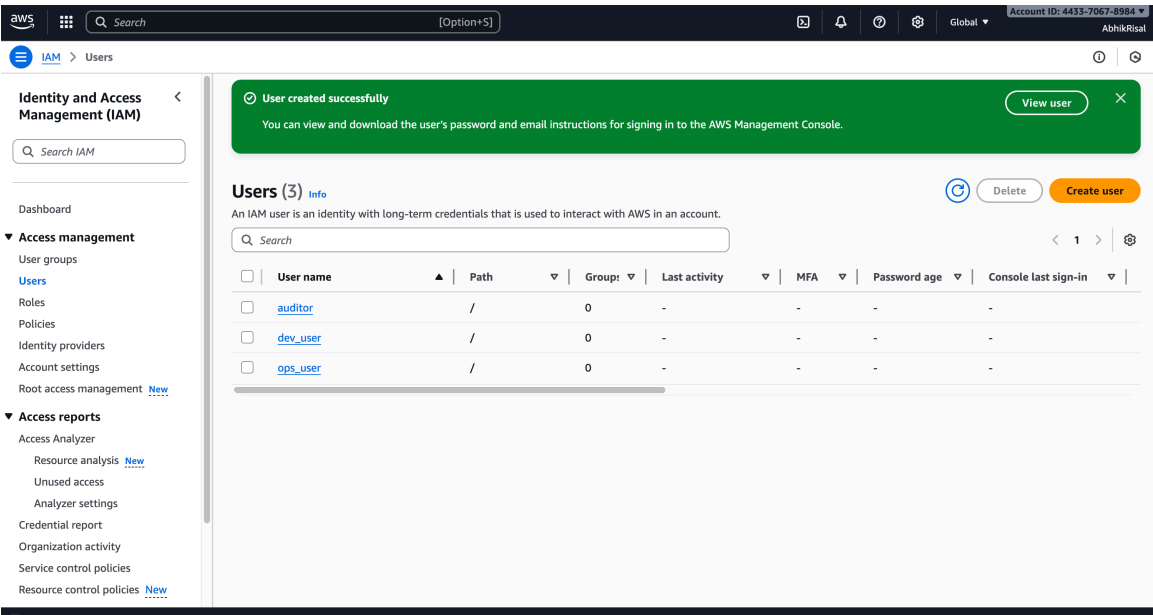 aws Search [Option+S] Global ▼ Account ID: 4433-7067-8984 ▼
AbhikRisal
IAM > Users
Identity and Access Management (IAM)
Search IAM
Dashboard
Access management
User groups
Users
Roles
Policies
Identity providers
Account settings
Root access management New
Access reports
Access Analyzer
Resource analysis New
Unused access
Analyzer settings
Credential report
Organization activity
Service control policies
Resource control policies New
User created successfully
You can view and download the user's password and email instructions for signing in to the AWS Management Console.
View user
Users (3) Info
An IAM user is an identity with long-term credentials that is used to interact with AWS in an account.
Delete
Create user
Search
< 1 >
User name Path Groups Last activity MFA Password age Console last sign-in
auditor / 0 - - - -
dev_user / 0 - - - -
ops_user / 0 - - - -